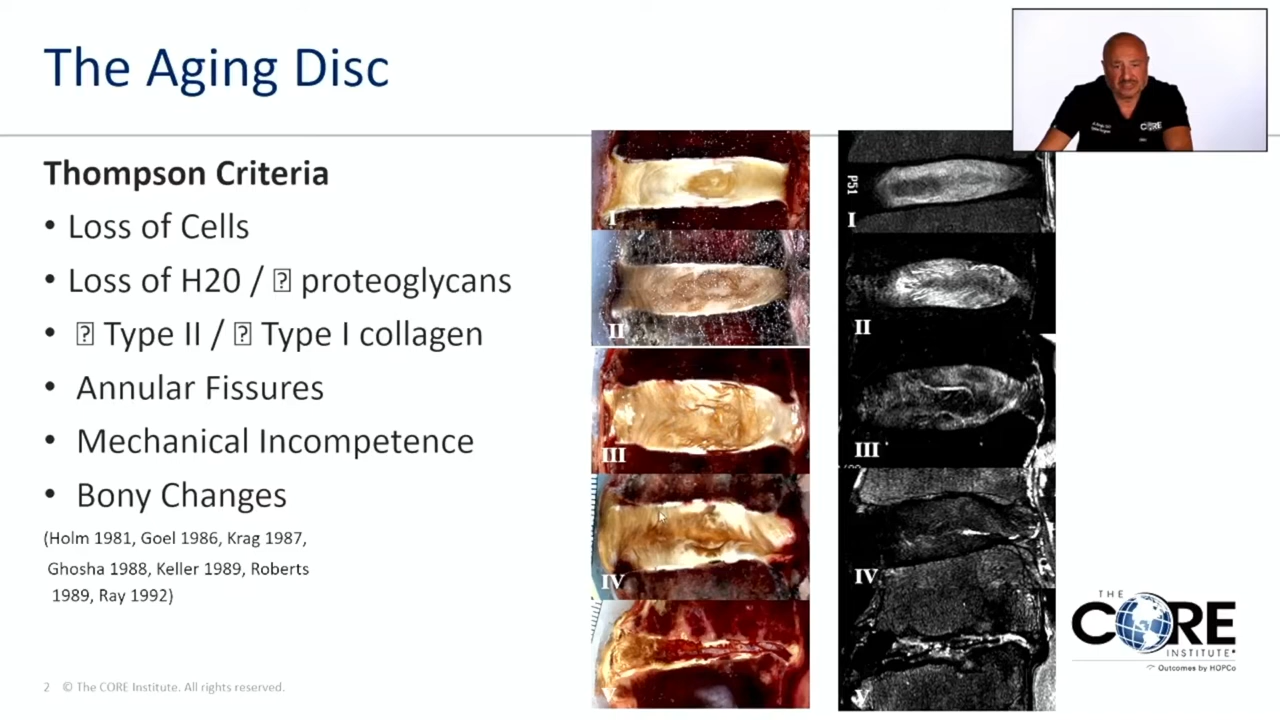 The Aging Disc
Thompson Criteria
• Loss of Cells
• Loss of H20 / ⍰ proteoglycans
• ⍰ Type II / ⍰ Type I collagen
• Annular Fissures
• Mechanical Incompetence
• Bony Changes
(Holm 1981, Goel 1986, Krag 1987,
Ghosha 1988, Keller 1989, Roberts
1989, Ray 1992)
I
II
III
IV
V
P51
I
II
III
IV
V
CORE
THE
CORE
INSTITUTE
Outcomes by HOPCo
2 © The CORE Institute. All rights reserved.